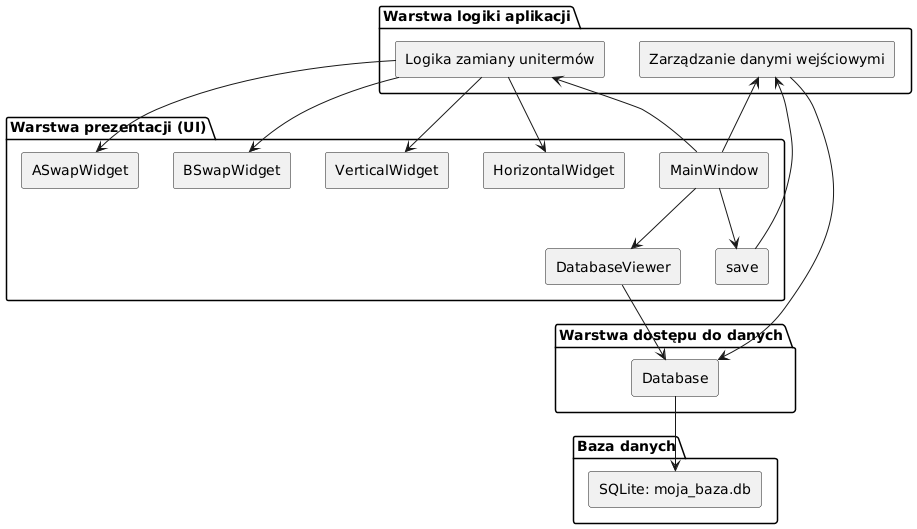 Warstwa logiki aplikacji
Logika zamiany unitermów
Zarządzanie danymi wejściowymi
Warstwa prezentacji (UI)
ASwapWidget
BSwapWidget
VerticalWidget
HorizontalWidget
MainWindow
DatabaseViewer
save
Warstwa dostępu do danych
Database
Baza danych
SQLite: moja_baza.db